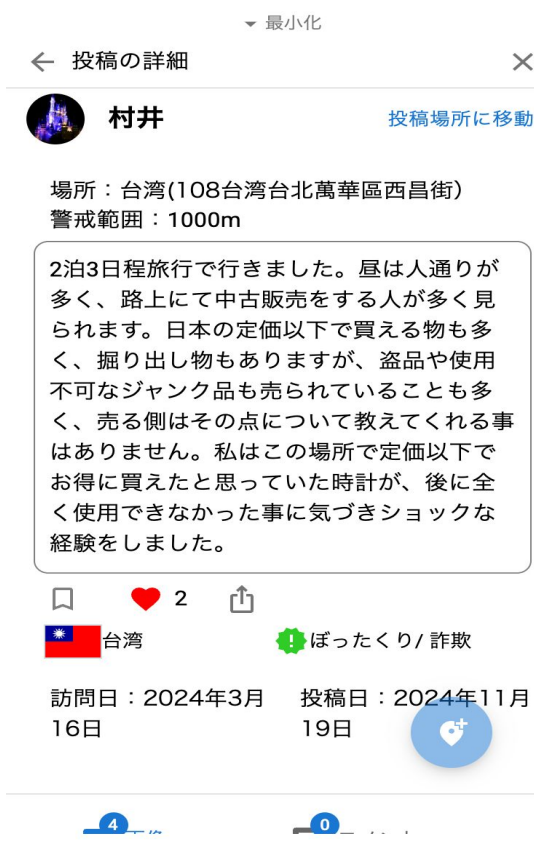 最小化
投稿の詳細
村井
投稿場所に移動
場所：台湾(108台湾台北萬華區西昌街）
警戒範囲：1000m
2泊3日程旅行で行きました。昼は人通りが
多く、路上にて中古販売をする人が多く見
られます。日本の定価以下で買える物も多
く、掘り出し物もありますが、盗品や使用
不可なジャンク品も売られていることも多
く、売る側はその点について教えてくれる事
はありません。私はこの場所で定価以下で
お得に買えたと思っていた時計が、後に全
く使用できなかった事に気づきショックな
経験をしました。
2
台湾
ぼったくり/ 詐欺
訪問日：2024年3月
16日
投稿日：2024年11月
19日
4
0